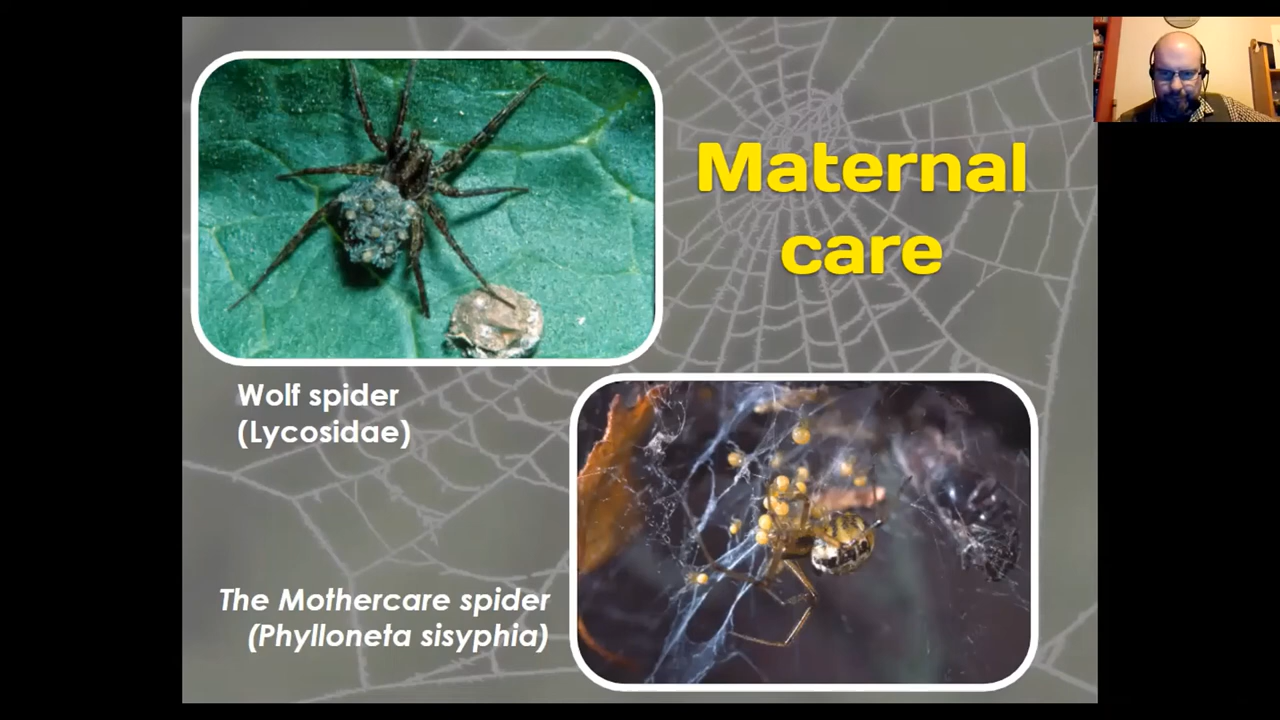 Maternal
care
Wolf spider
(Lycosidae)
The Mothercare spider
(Phylloneta sisyphia)